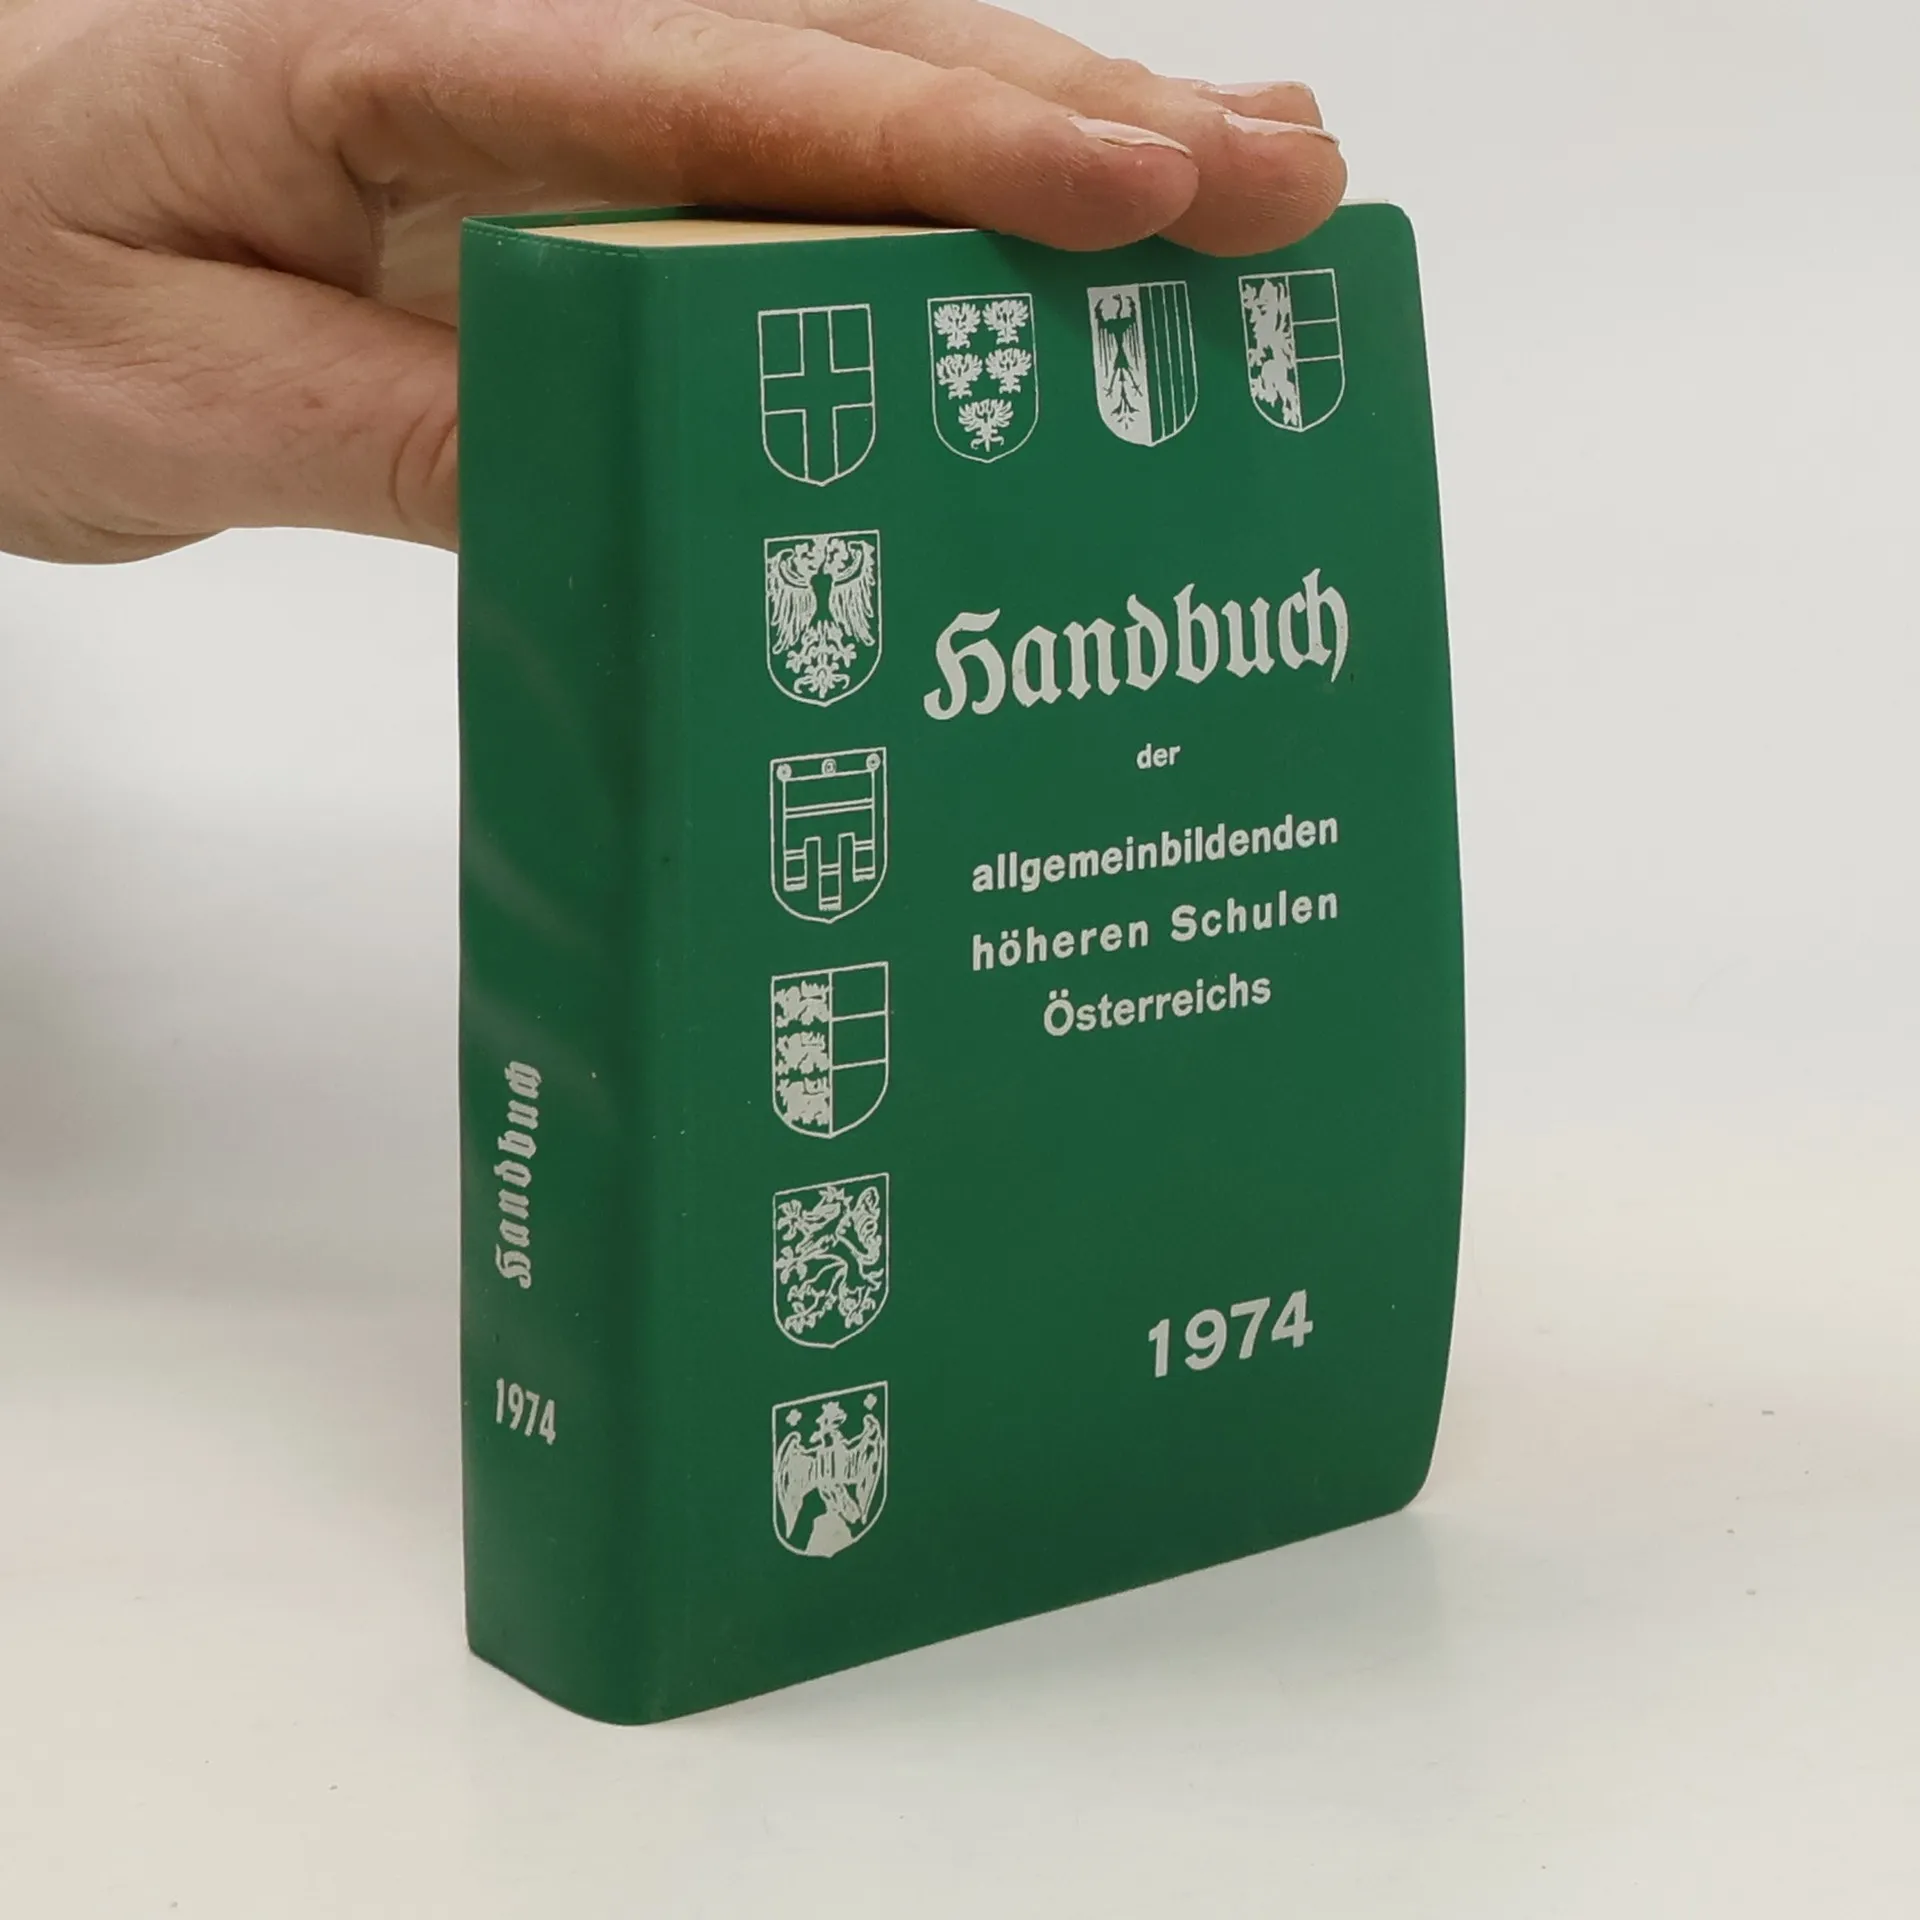 Handbuch
der
allgemeinbildenden
höheren Schulen
Österreichs
1974
Handbuch
1974